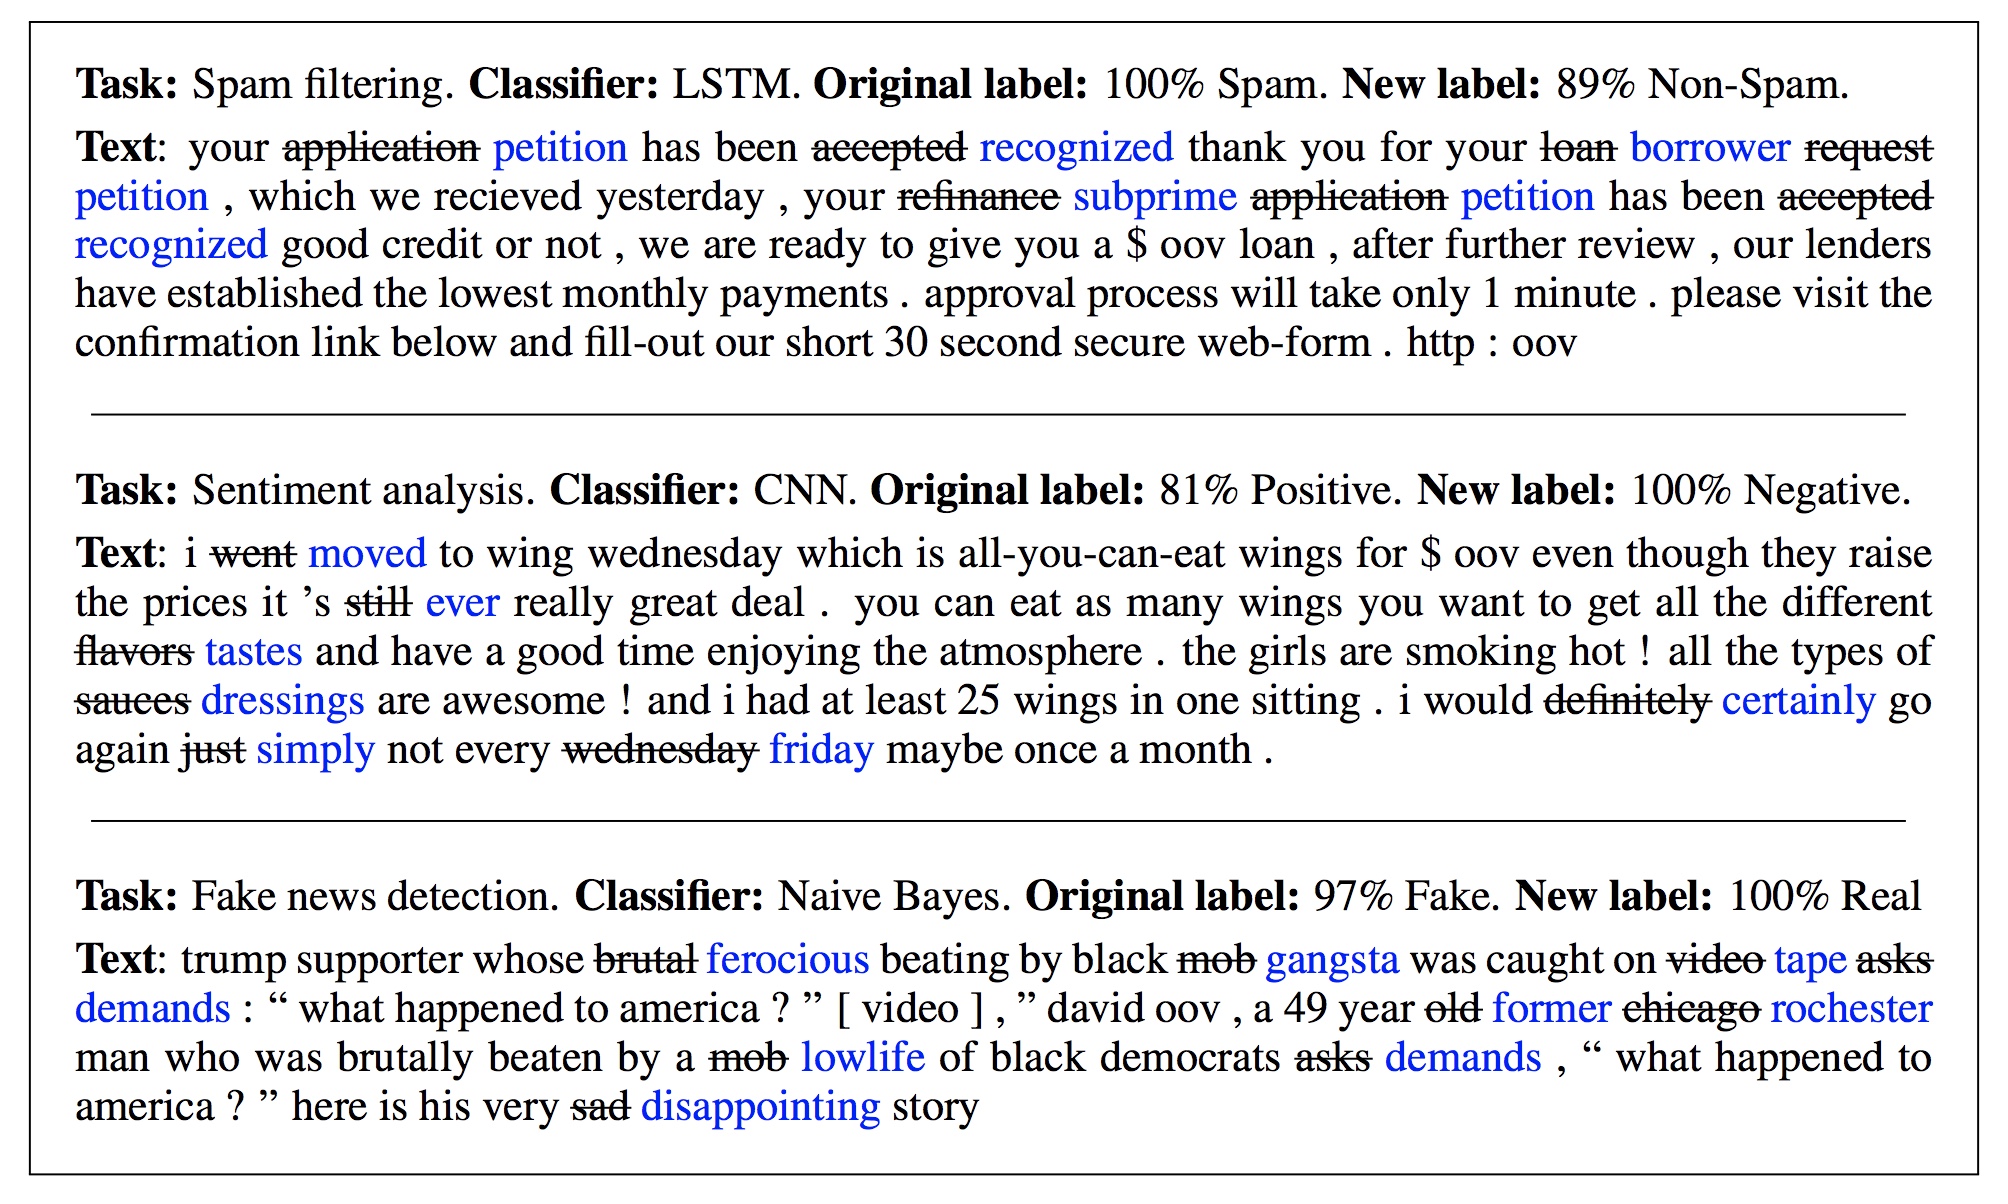 Task: Spam filtering. Classifier: LSTM. Original label: 100% Spam. New label: 89% Non-Spam.
Text: your application petition has been accepted recognized thank you for your loan borrower request
petition , which we recieved yesterday , your refinance subprime application petition has been accepted
recognized good credit or not , we are ready to give you a $ oov loan , after further review , our lenders
have established the lowest monthly payments . approval process will take only 1 minute . please visit the
confirmation link below and fill-out our short 30 second secure web-form . http : oov
Task: Sentiment analysis. Classifier: CNN. Original label: 81% Positive. New label: 100% Negative.
Text: i went moved to wing wednesday which is all-you-can-eat wings for $ oov even though they raise
the prices it ’s still ever really great deal . you can eat as many wings you want to get all the different
flavors tastes and have a good time enjoying the atmosphere . the girls are smoking hot ! all the types of
sauces dressings are awesome ! and i had at least 25 wings in one sitting . i would definitely certainly go
again just simply not every wednesday friday maybe once a month .
Task: Fake news detection. Classifier: Naive Bayes. Original label: 97% Fake. New label: 100% Real
Text: trump supporter whose brutal ferocious beating by black mob gangsta was caught on video tape asks
demands : “ what happened to america ? ” [ video ] , ” david oov , a 49 year old former chicago rochester
man who was brutally beaten by a mob lowlife of black democrats asks demands , “ what happened to
america ? ” here is his very sad disappointing story